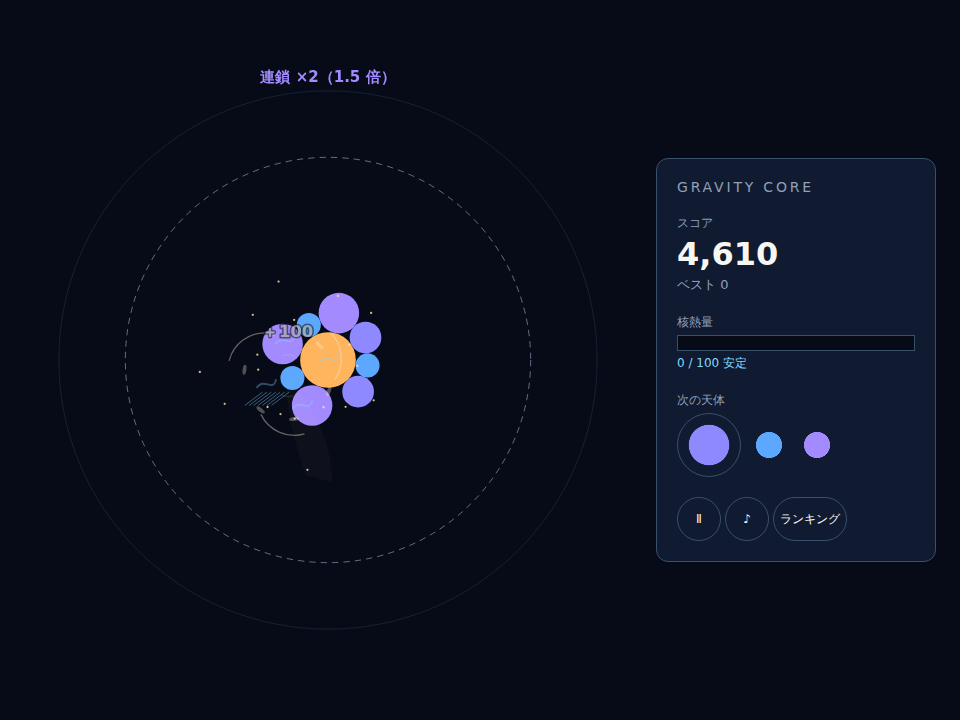 連鎖 ×2（1.5 倍）
+100
GRAVITY CORE
スコア
4,610
ベスト 0
核熱量
0 / 100 安定
次の天体
Ⅱ ♪ ランキング